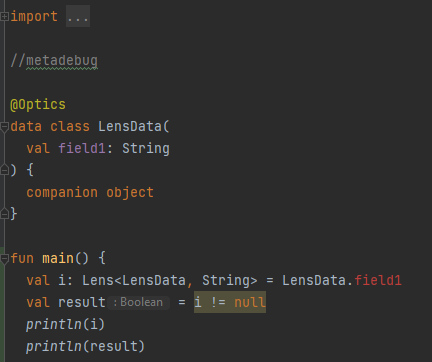 import ...
//metadebug
@Optics
data class LensData(
val field1: String
) {
companion object
}
fun main() {
val i: Lens<LensData, String> = LensData.field1
val result : Boolean = i != null
println(i)
println(result)